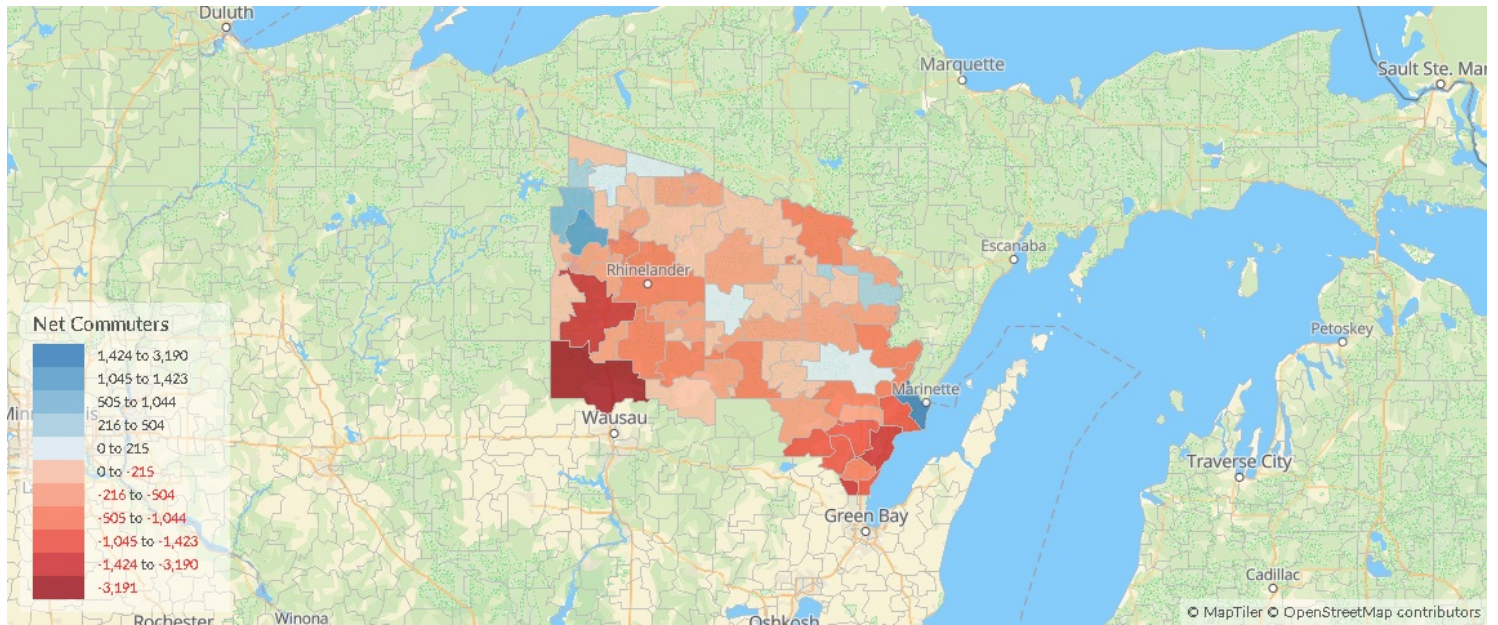 Duluth
Marquette
Sault Ste. Mar
Escanaba
Rhinelander
Petoskey
Marinette
Wausau
Traverse City
Green Bay
Cadillac
Rochester
Winona
Oshkosh
Net Commuters
1,424 to 3,190
1,045 to 1,423
505 to 1,044
216 to 504
0 to 215
0 to -215
-216 to -504
-505 to -1,044
-1,045 to -1,423
-1,424 to -3,190
-3,191
© MapTiler © OpenStreetMap contributors